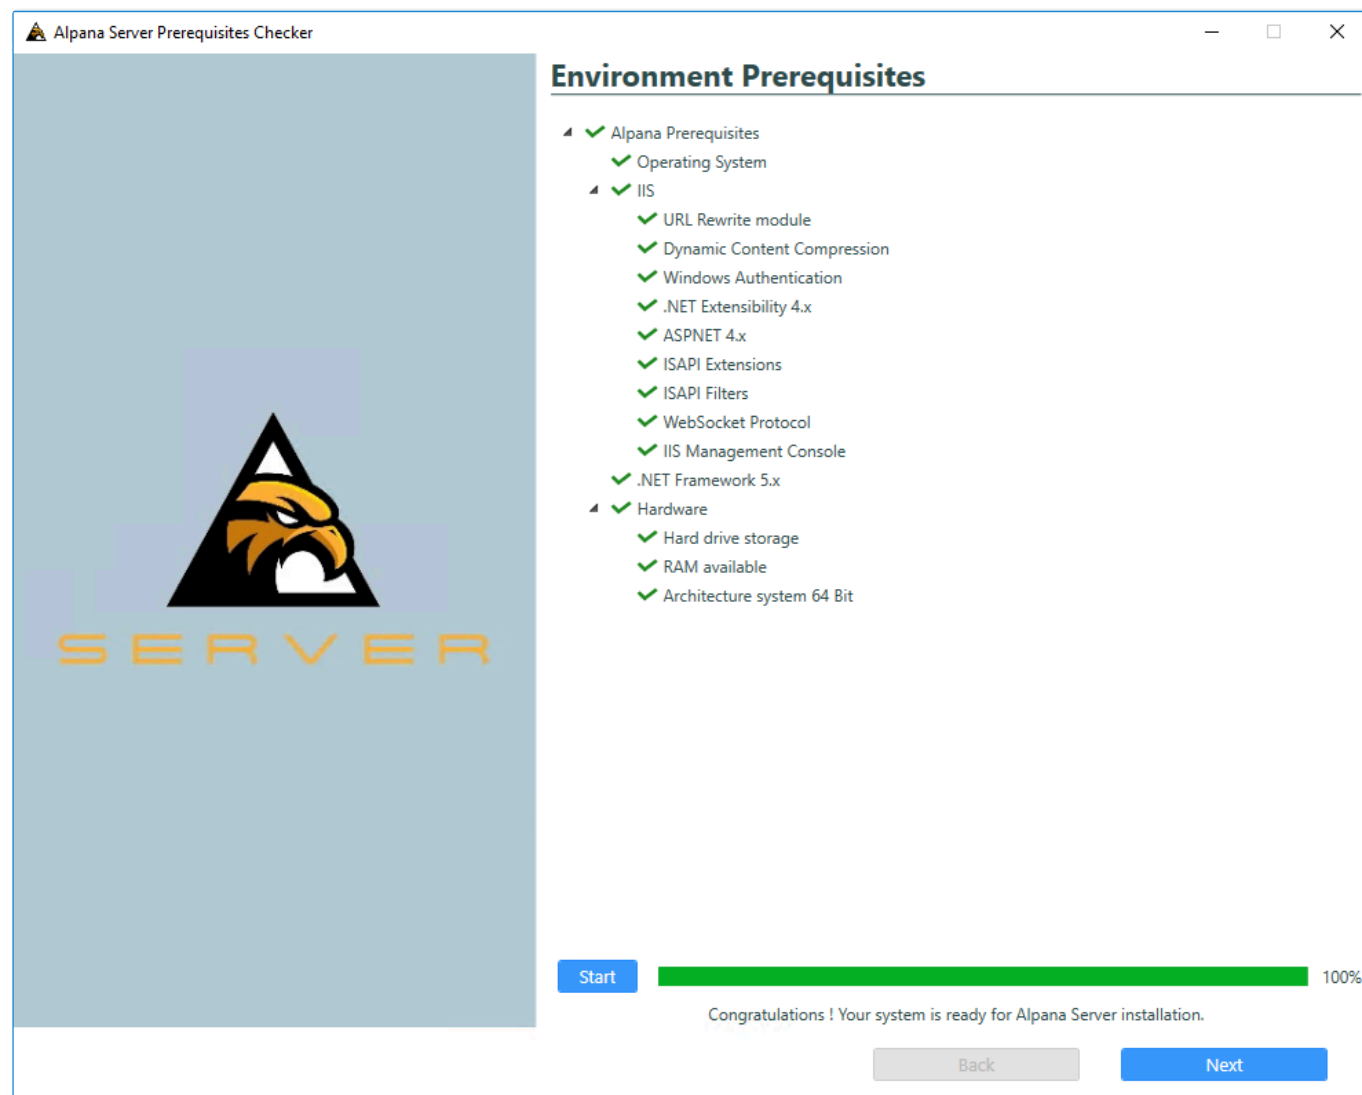 Alpana Server Prerequisites Checker
Environment Prerequisites
Alpana Prerequisites
Operating System
IIS
URL Rewrite module
Dynamic Content Compression
Windows Authentication
.NET Extensibility 4.x
ASPNET 4.x
ISAPI Extensions
ISAPI Filters
WebSocket Protocol
IIS Management Console
.NET Framework 5.x
Hardware
Hard drive storage
RAM available
Architecture system 64 Bit
SERVER
Start
100%
Congratulations ! Your system is ready for Alpana Server installation.
Back
Next